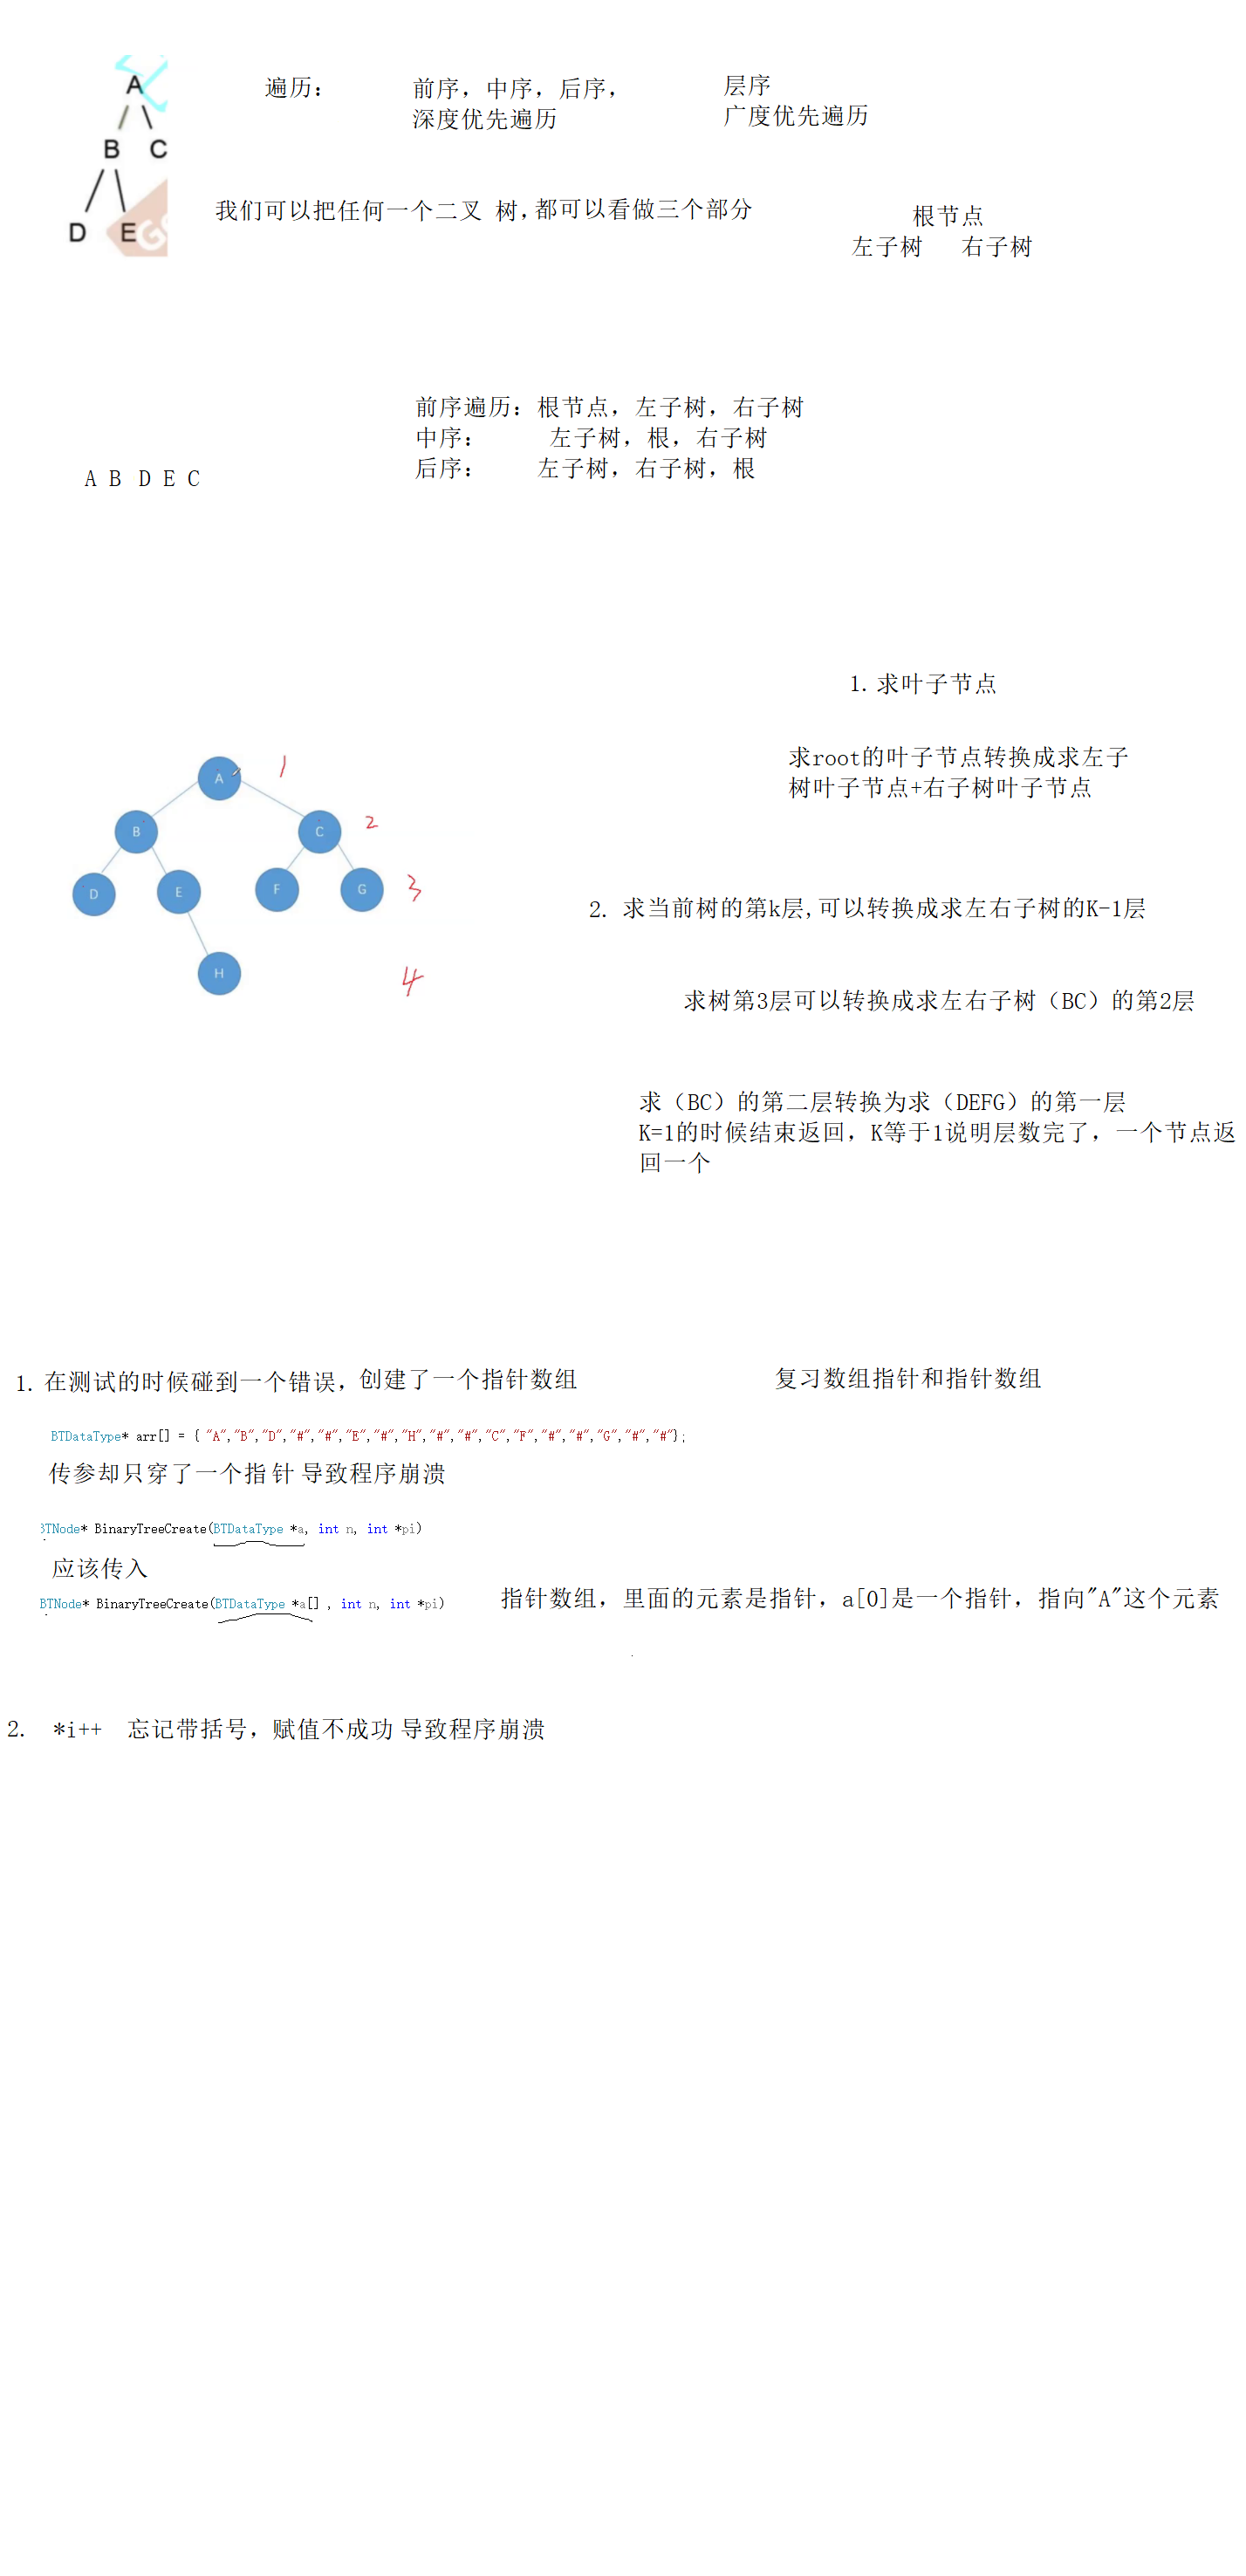 A
B C
D E
遍历：
前序，中序，后序，
深度优先遍历
层序
广度优先遍历
我们可以把任何一个二叉 树，都可以看做三个部分
根节点
左子树 右子树
前序遍历：根节点，左子树，右子树
中序： 左子树，根，右子树
后序： 左子树，右子树，根
A B D E C
1. 求叶子节点
求root的叶子节点转换成求左子
树叶子节点+右子树叶子节点
A 1
B C 2
D E F G 3
H 4
2. 求当前树的第k层,可以转换成求左右子树的K-1层
求树第3层可以转换成求左右子树（BC）的第2层
求（BC）的第二层转换为求（DEFG）的第一层
K=1的时候结束返回，K等于1说明层数完了，一个节点返
回一个
1. 在测试的时候碰到一个错误，创建了一个指针数组
复习数组指针和指针数组
BTDataType* arr[] = { "A","B","D","#","#","E","#","H","#","#","C","F","#","#","G","#","#"};
传参却只穿了一个指 针 导致程序崩溃
BTNode* BinaryTreeCreate(BTDataType *a, int n, int *pi)
应该传入
BTNode* BinaryTreeCreate(BTDataType *a[] , int n, int *pi)
指针数组，里面的元素是指针，a[0]是一个指针，指向"A"这个元素
2. *i++ 忘记带括号，赋值不成功 导致程序崩溃